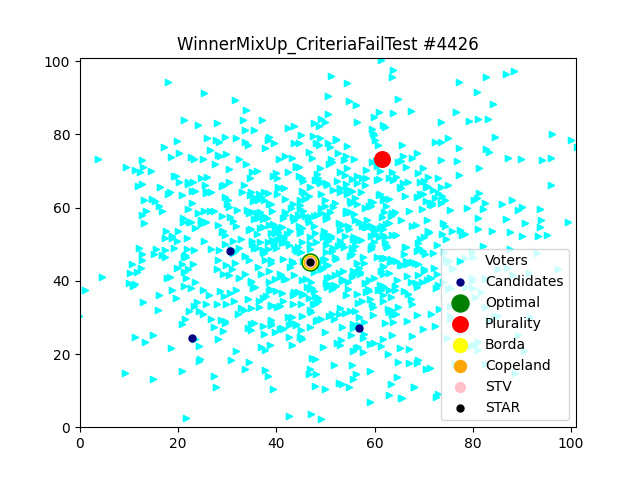 WinnerMixUp_CriteriaFailTest #4426
100
80
60
40
20
0
0
20
40
60
80
100
Voters
Candidates
Optimal
Plurality
Borda
Copeland
STV
STAR